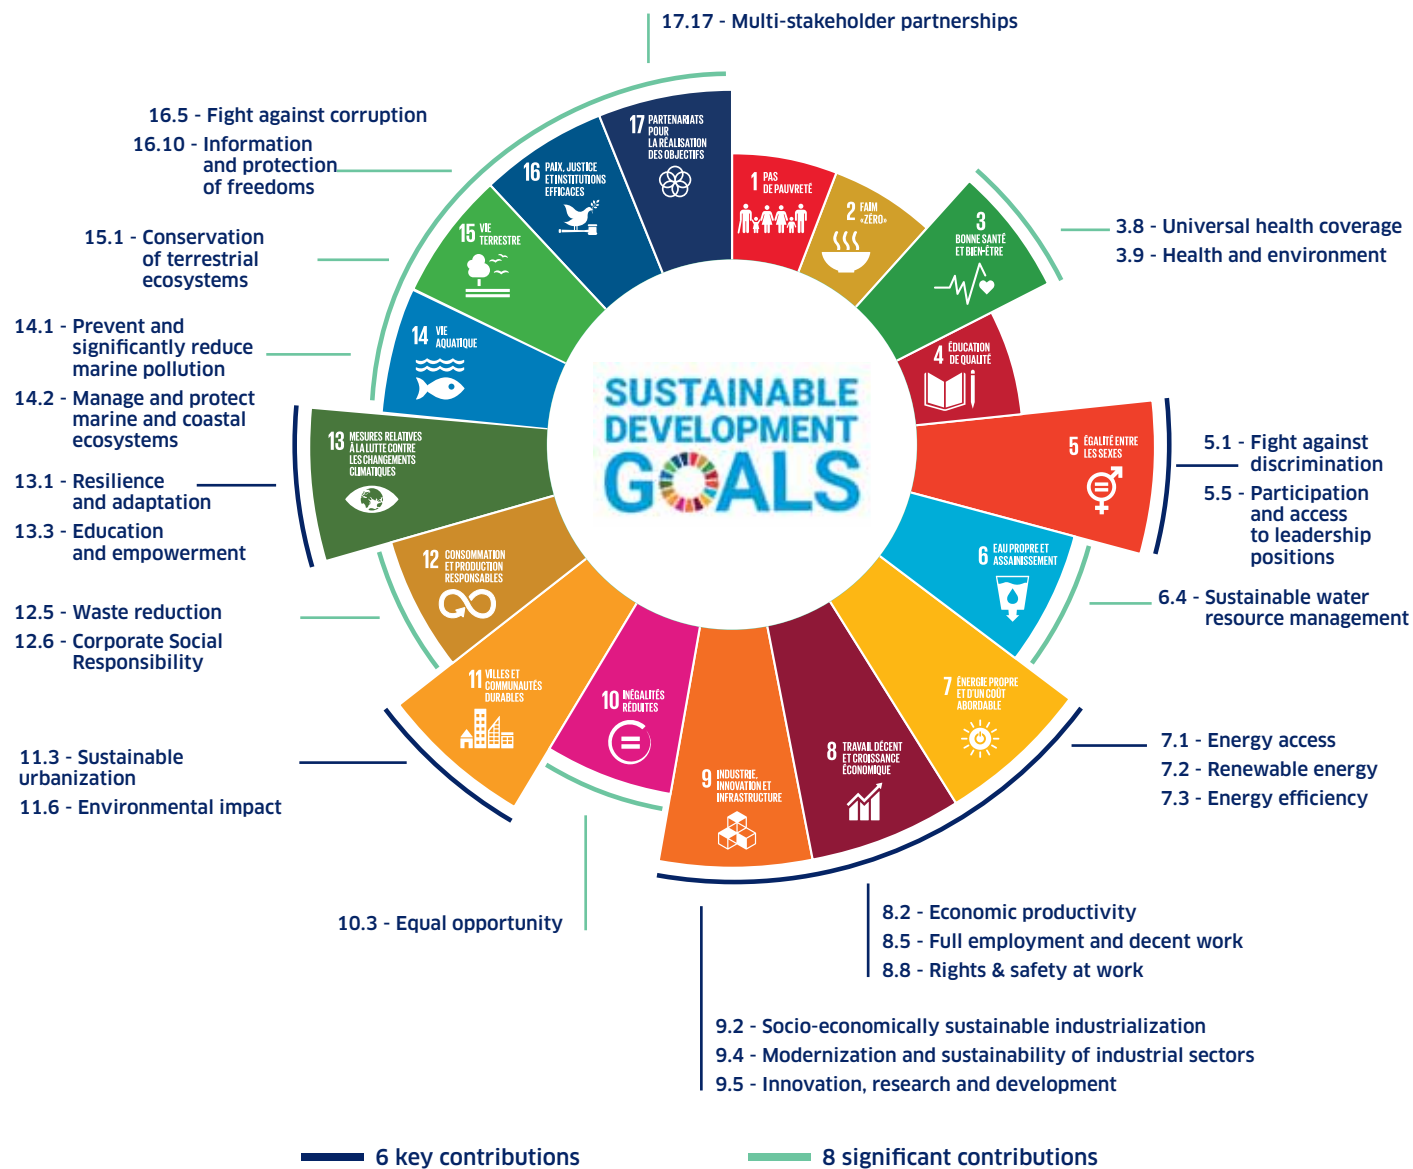 17.17 - Multi-stakeholder partnerships
16.5 - Fight against corruption
16.10 - Information
and protection
of freedoms
15.1 - Conservation
of terrestrial
ecosystems
14.1 - Prevent and
significantly reduce
marine pollution
14.2 - Manage and protect
marine and coastal
ecosystems
13.1 - Resilience
and adaptation
13.3 - Education
and empowerment
12.5 - Waste reduction
12.6 - Corporate Social
Responsibility
11.3 - Sustainable
urbanization
11.6 - Environmental impact
10.3 - Equal opportunity
3.8 - Universal health coverage
3.9 - Health and environment
5.1 - Fight against
discrimination
5.5 - Participation
and access
to leadership
positions
6.4 - Sustainable water
resource management
7.1 - Energy access
7.2 - Renewable energy
7.3 - Energy efficiency
8.2 - Economic productivity
8.5 - Full employment and decent work
8.8 - Rights & safety at work
9.2 - Socio-economically sustainable industrialization
9.4 - Modernization and sustainability of industrial sectors
9.5 - Innovation, research and development
1 PAS
DE PAUVRETÉ
2 FAIM
«ZÉRO»
3
BONNE SANTÉ
ET BIEN-ÊTRE
4 ÉDUCATION
DE QUALITÉ
5 ÉGALITÉ ENTRE
LES SEXES
6 EAU PROPRE ET
ASSAINISSEMENT
7 ÉNERGIE PROPRE
ET D'UN COÛT
ABORDABLE
8 TRAVAIL DÉCENT
ET CROISSANCE
ÉCONOMIQUE
9 INDUSTRIE,
INNOVATION ET
INFRASTRUCTURE
10 INÉGALITÉS
RÉDUITES
11 VILLES ET
COMMUNAUTÉS
DURABLES
12 CONSOMMATION
ET PRODUCTION
RESPONSABLES
13 MESURES RELATIVES
À LA LUTTE CONTRE
LES CHANGEMENTS
CLIMATIQUES
14 VIE
AQUATIQUE
15 VIE
TERRESTRE
16 PAIX, JUSTICE
ET INSTITUTIONS
EFFICACES
17 PARTENARIATS
POUR
LA RÉALISATION
DES OBJECTIFS
SUSTAINABLE
DEVELOPMENT
GOALS
6 key contributions
8 significant contributions